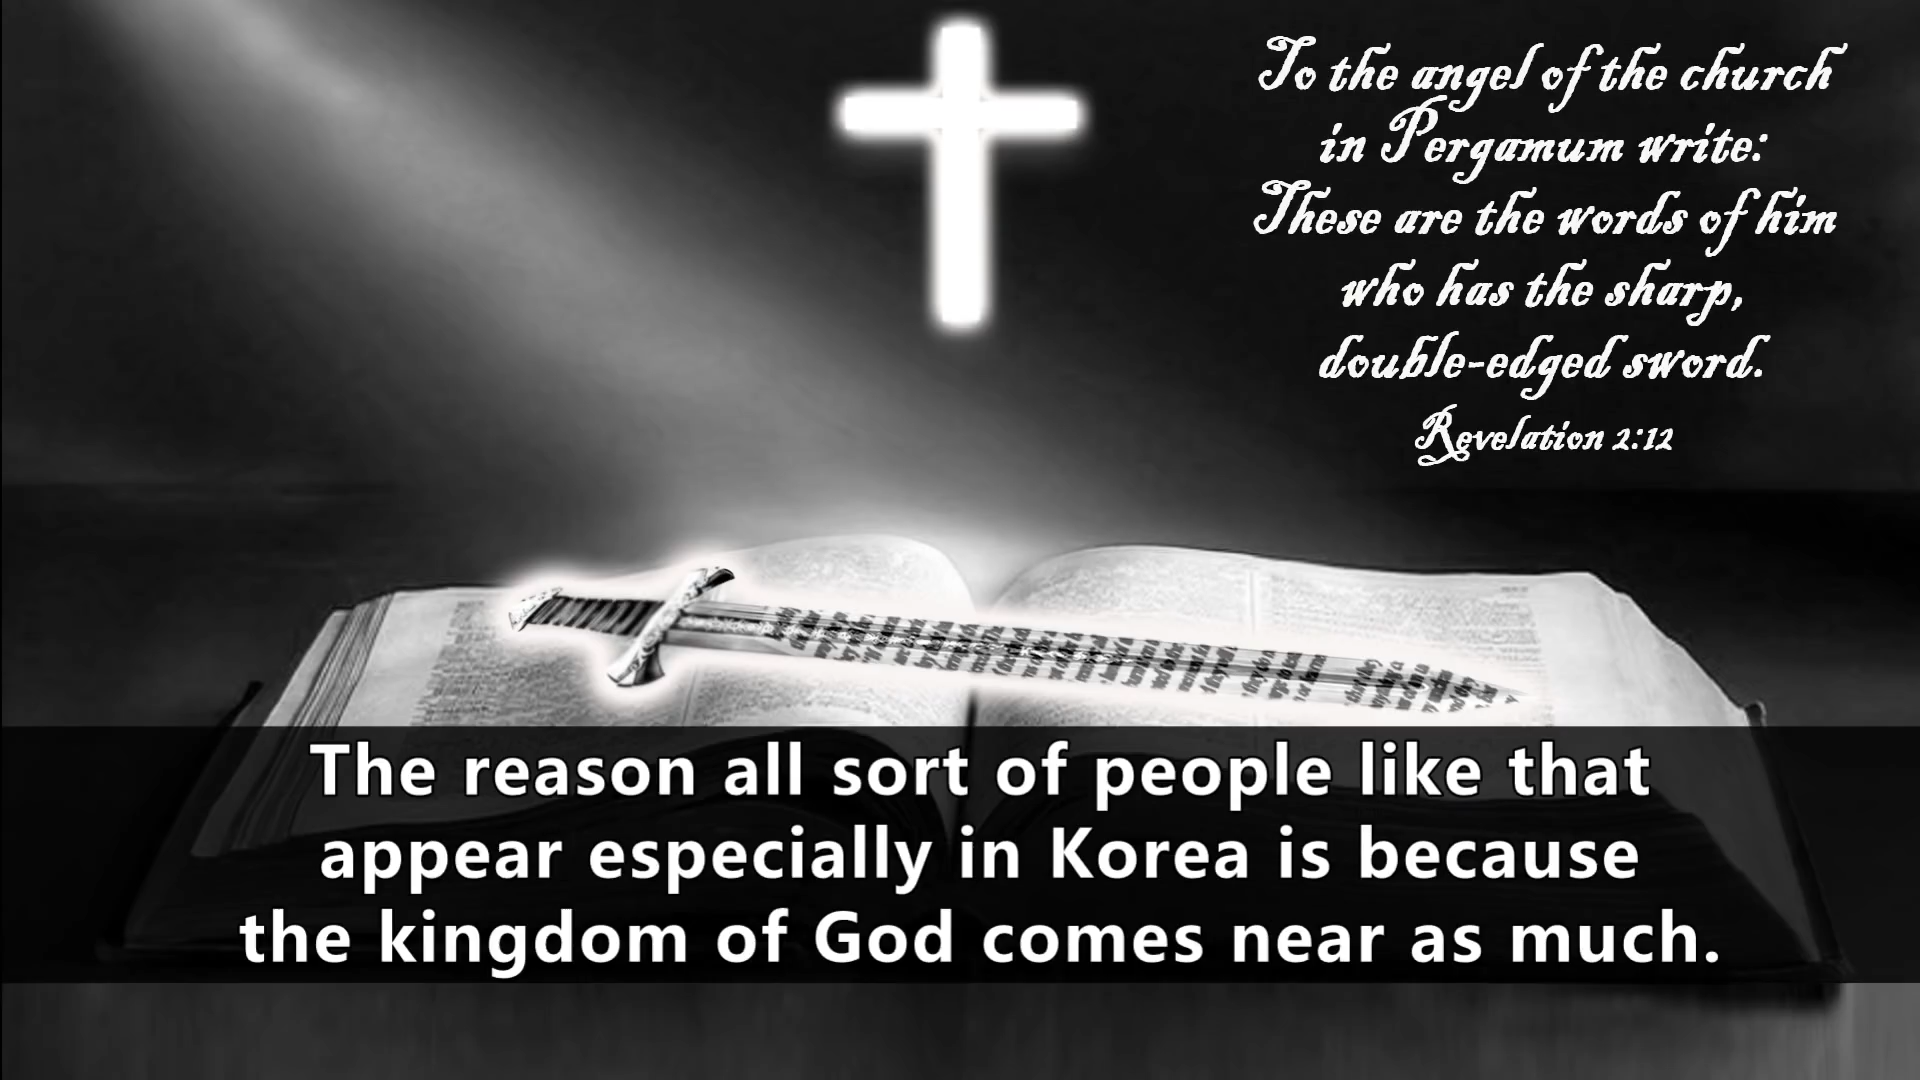 To the angel of the church
in Pergamum write:
These are the words of him
who has the sharp,
double-edged sword.
Revelation 2:12
The reason all sort of people like that
appear especially in Korea is because
the kingdom of God comes near as much.